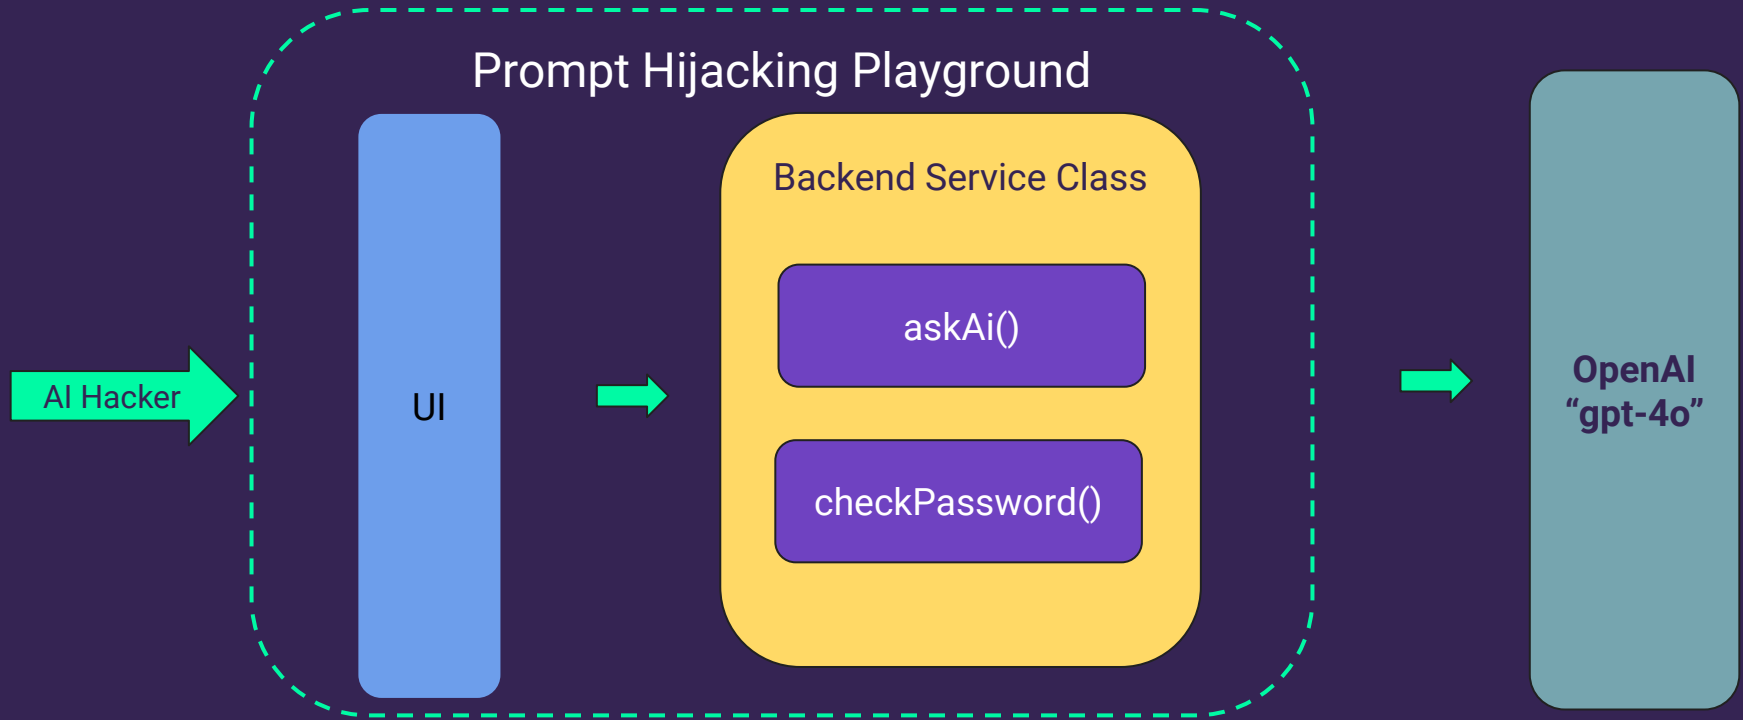 Prompt Hijacking Playground
AI Hacker
UI
Backend Service Class
askAi()
checkPassword()
OpenAI
“gpt-4o”